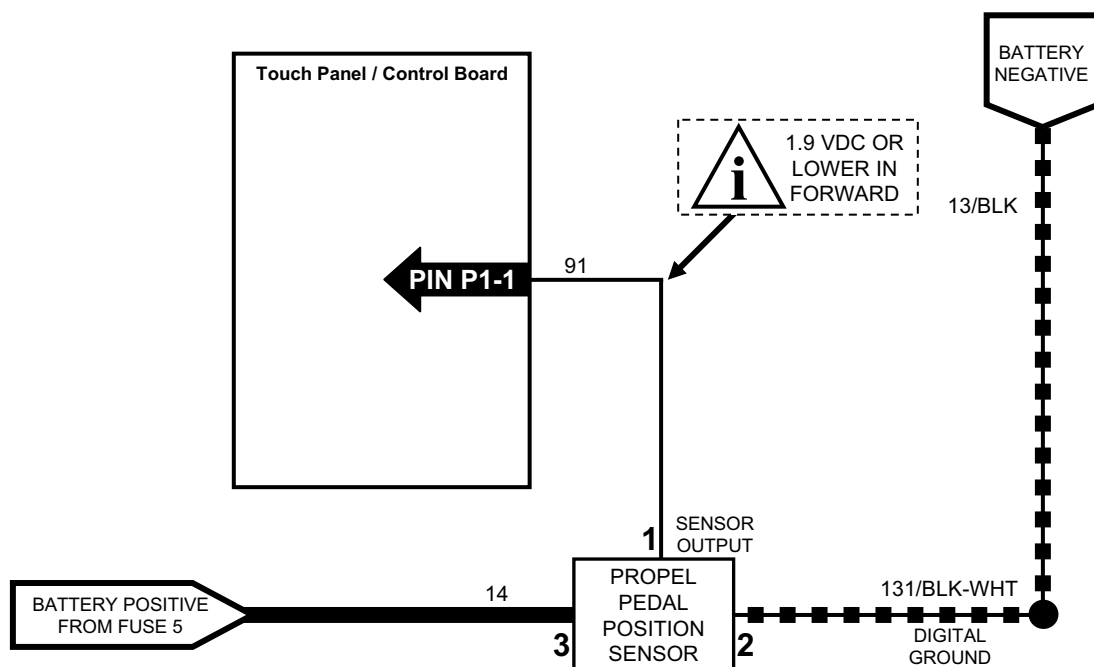 BATTERY
NEGATIVE
Touch Panel / Control Board
i
1.9 VDC OR
LOWER IN
FORWARD
13/BLK
91
PIN P1-1
1
SENSOR
OUTPUT
BATTERY POSITIVE
FROM FUSE 5
14
3
PROPEL
PEDAL
POSITION
SENSOR
2
131/BLK-WHT
DIGITAL
GROUND